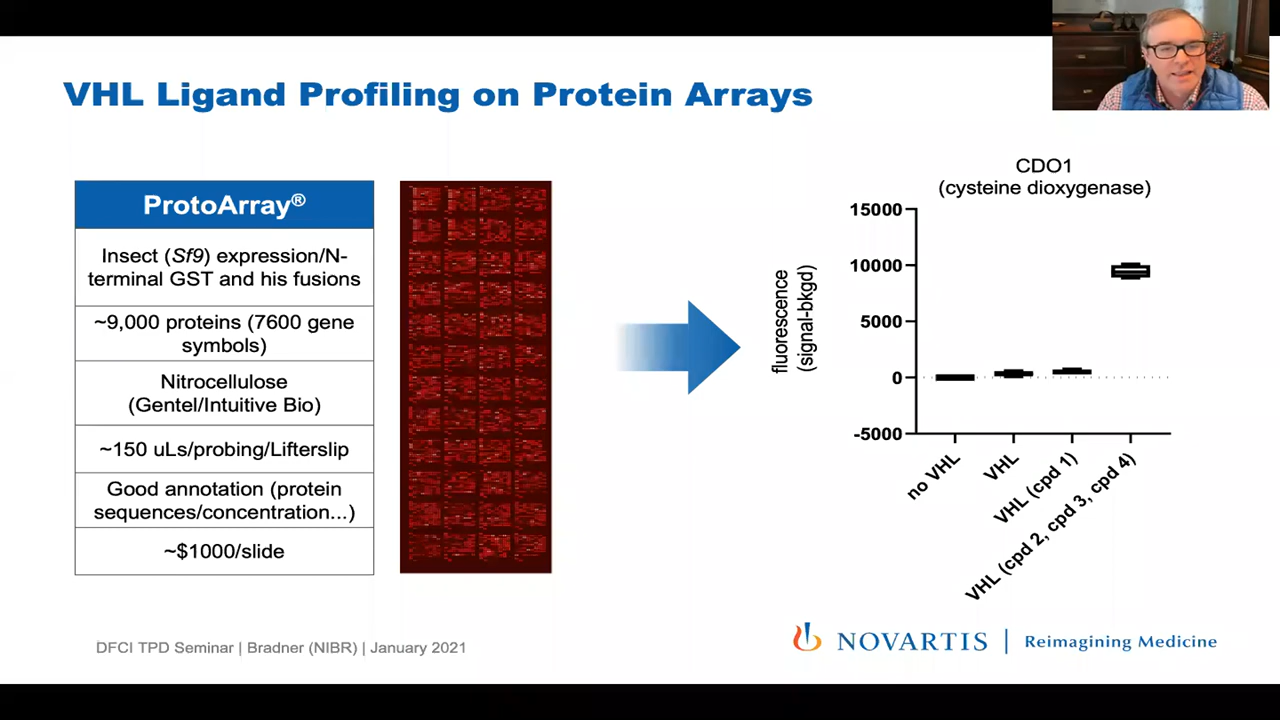 VHL Ligand Profiling on Protein Arrays
ProtoArray®
Insect (Sf9) expression/N-
terminal GST and his fusions
~9,000 proteins (7600 gene
symbols)
Nitrocellulose
(Gentel/Intuitive Bio)
~150 uLs/probing/Lifterslip
Good annotation (protein
sequences/concentration...)
~$1000/slide
CDO1
(cysteine dioxygenase)
fluorescence
(signal-bkgd)
15000
10000
5000
0
-5000
no VHL
VHL
VHL (cpd 1)
VHL (cpd 2, cpd 3, cpd 4)
DFCI TPD Seminar | Bradner (NIBR) | January 2021
NOVARTIS | Reimagining Medicine